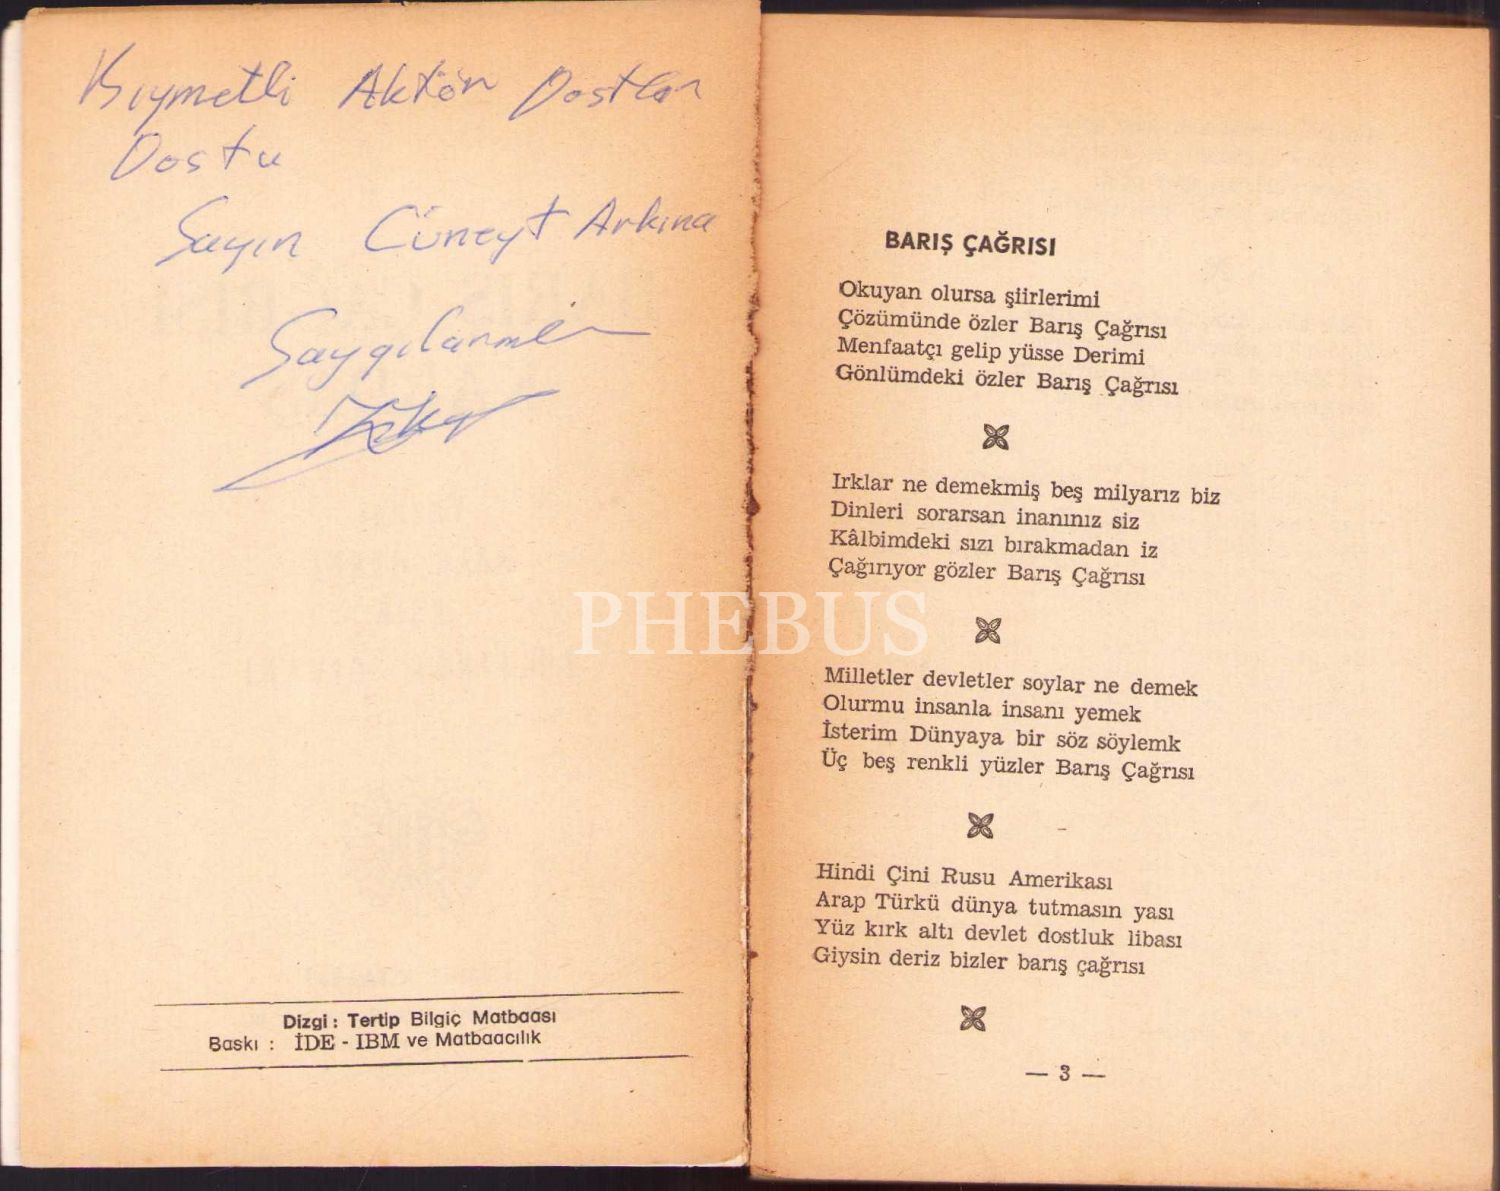 Kıymetli Aktör Dostlar
Dostu
Sayın Cüneyt Arkına
Saygılarımla
Dizgi : Tertip Bilgiç Matbaası
Baskı : İDE - IBM ve Matbaacılık
PHEBUS
BARIŞ ÇAĞRISI
Okuyan olursa şiirlerimi
Çözümünde özler Barış Çağrısı
Menfaatçı gelip yüsse Derimi
Gönlümdeki özler Barış Çağrısı
Irklar ne demekmiş beş milyarız biz
Dinleri sorarsan inanınız siz
Kâlbimdeki sızı bırakmadan iz
Çağırıyor gözler Barış Çağrısı
Milletler devletler soylar ne demek
Olurmu insanla insanı yemek
İsterim Dünyaya bir söz söylemk
Üç beş renkli yüzler Barış Çağrısı
Hindi Çini Rusu Amerikası
Arap Türkü dünya tutmasın yası
Yüz kırk altı devlet dostluk libası
Giysin deriz bizler barış çağrısı
— 3 —